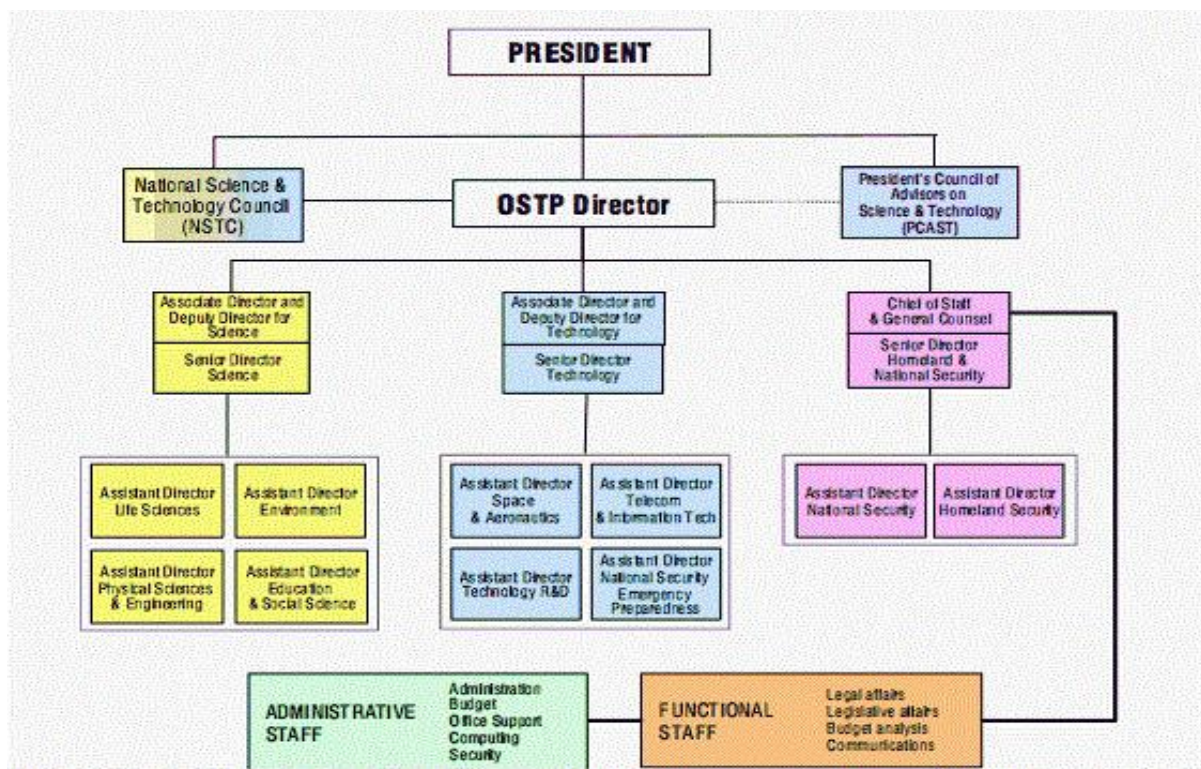 PRESIDENT
National Science &
Technology Council
(NSTC)
OSTP Director
President's Council of
Advisors on
Science & Technology
(PCAST)
Associate Director and
Deputy Director for
Science
Senior Director
Science
Associate Director and
Deputy Director for
Technology
Senior Director
Technology
Chief of Staff
& General Counsel
Senior Director
Homeland &
National Security
Assistant Director
Life Sciences
Assistant Director
Environment
Assistant Director
Physical Sciences
& Engineering
Assistant Director
Education
& Social Science
Assistant Director
Space
& Aeronautics
Assistant Director
Telecom
& Information Tech
Assistant Director
Technology R&D
Assistant Director
National Security
Emergency
Preparedness
Assistant Director
National Security
Assistant Director
Homeland Security
ADMINISTRATIVE
STAFF
Administration
Budget
Office Support
Computing
Security
FUNCTIONAL
STAFF
Legal affairs
Legislative affairs
Budget analysis
Communications